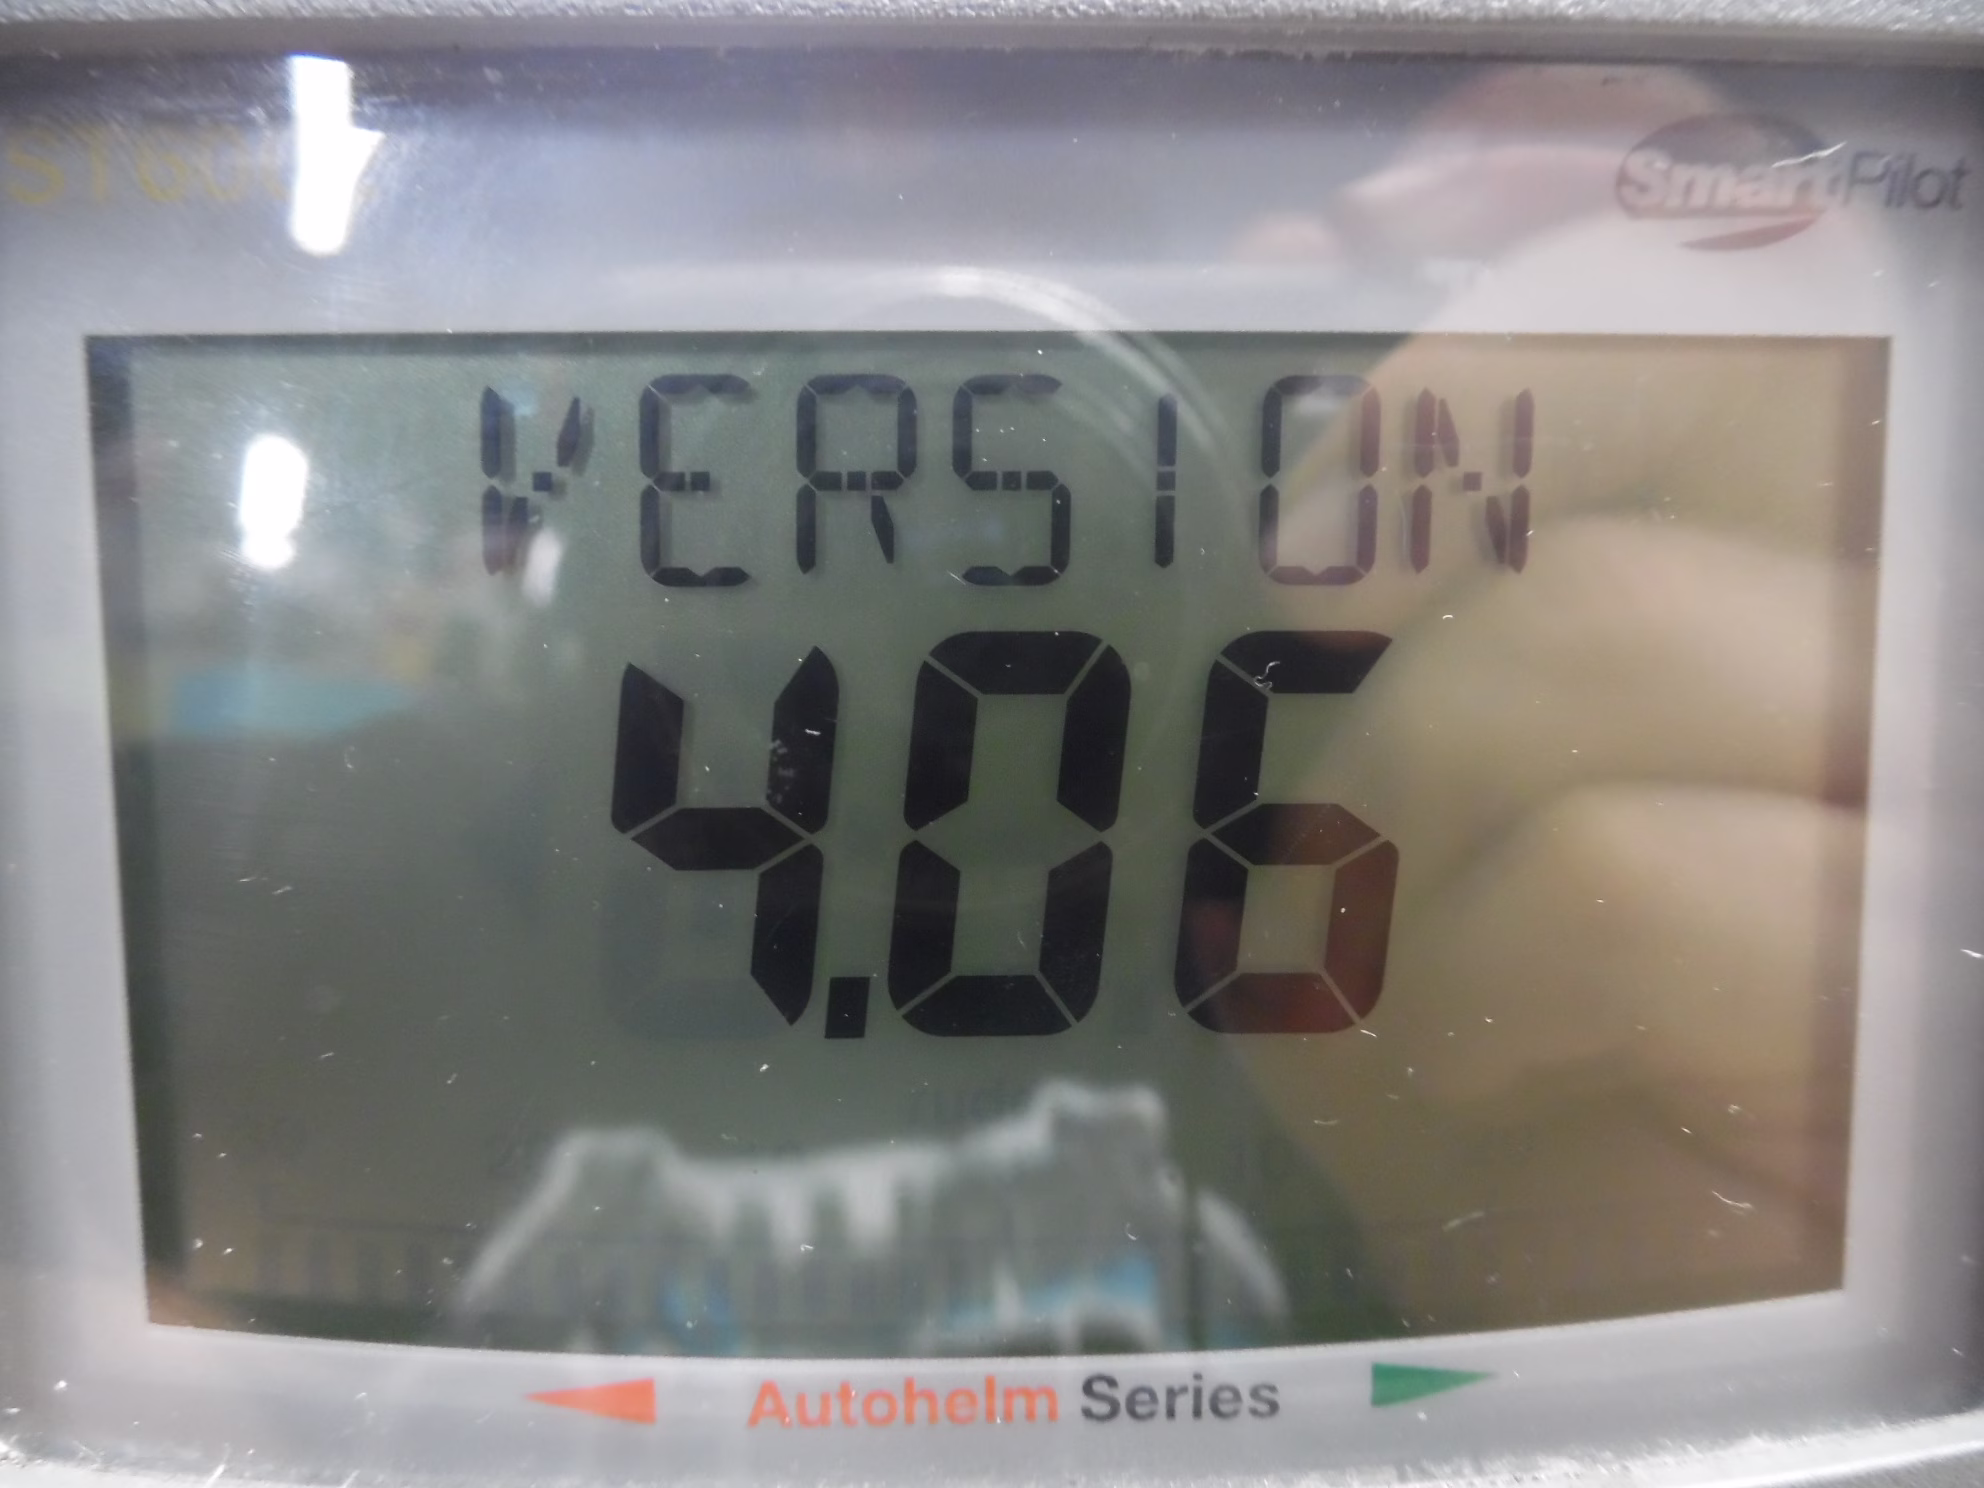 SmartPilot
VERSION
4.06
Autohelm Series